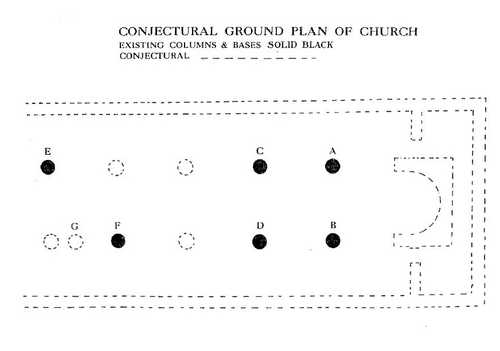 CONJECTURAL GROUND PLAN OF CHURCH
EXISTING COLUMNS & BASES SOLID BLACK
CONJECTURAL
E C A
G F D B